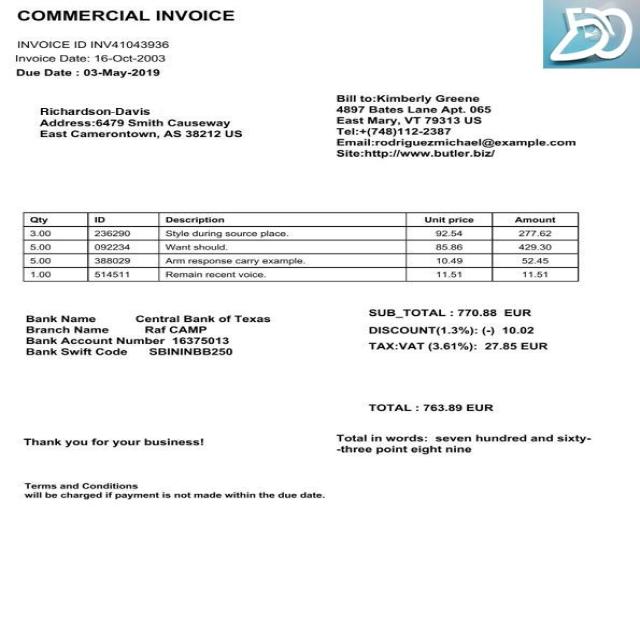 COMMERCIAL INVOICE
INVOICE ID INV41043936
Invoice Date: 16-Oct-2003
Due Date : 03-May-2019
Richardson-Davis
Address:6479 Smith Causeway
East Camerontown, AS 38212 US
Bill to:Kimberly Greene
4897 Bates Lane Apt. 065
East Mary, VT 79313 US
Tel:+(748)112-2387
Email:rodriguezmichael@example.com
Site:http://www.butler.biz/
Qty ID Description Unit price Amount
3.00 236290 Style during source place. 92.54 277.62
5.00 092234 Want should. 85.86 429.30
5.00 388029 Arm response carry example. 10.49 52.45
1.00 514511 Remain recent voice. 11.51 11.51
Bank Name Central Bank of Texas
Branch Name Raf CAMP
Bank Account Number 16375013
Bank Swift Code SBININBB250
SUB_TOTAL : 770.88 EUR
DISCOUNT(1.3%): (-) 10.02
TAX:VAT (3.61%): 27.85 EUR
TOTAL : 763.89 EUR
Thank you for your business!
Total in words: seven hundred and sixty-
-three point eight nine
Terms and Conditions
will be charged if payment is not made within the due date.